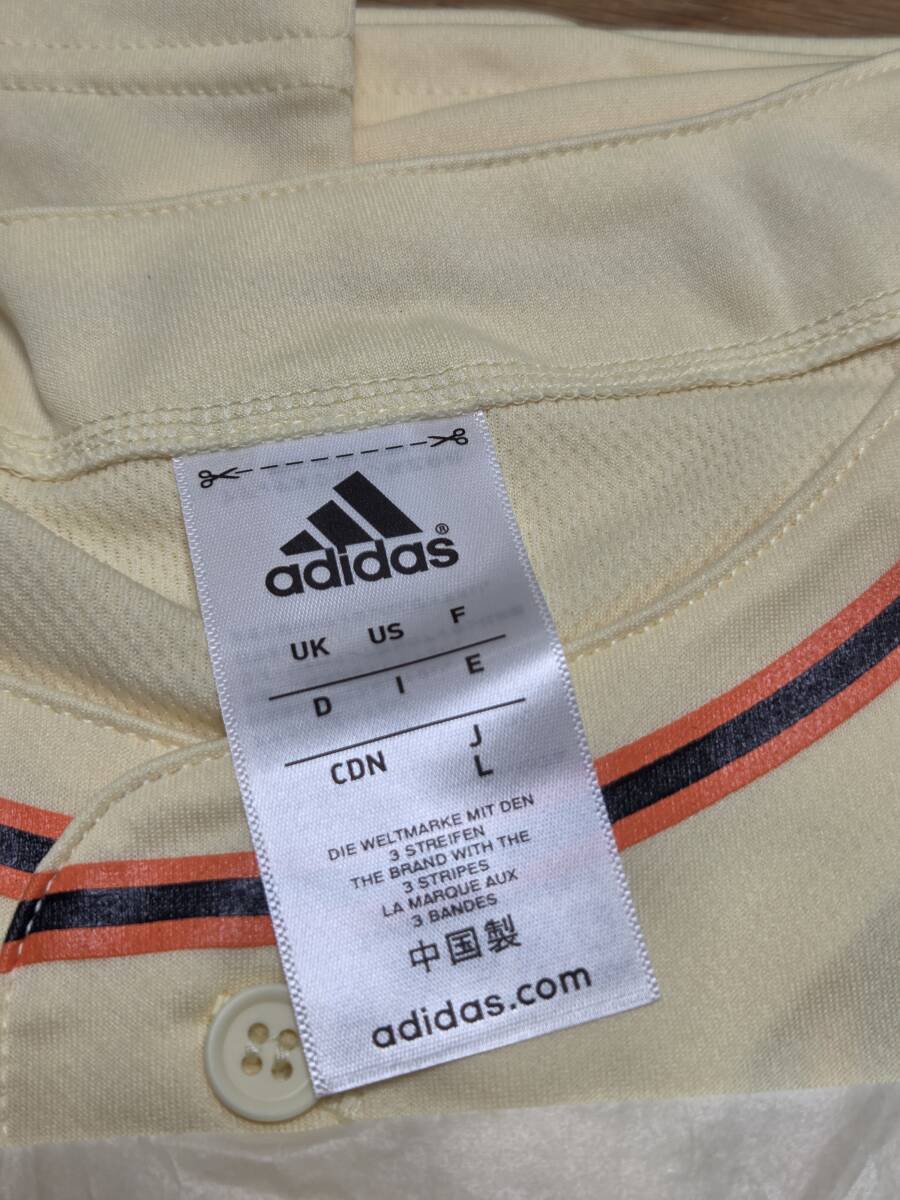 adidas®
UK US F
D I E
CDN J
L
DIE WELTMARKE MIT DEN
3 STREIFEN
THE BRAND WITH THE
3 STRIPES
LA MARQUE AUX
3 BANDES
中国製
adidas.com